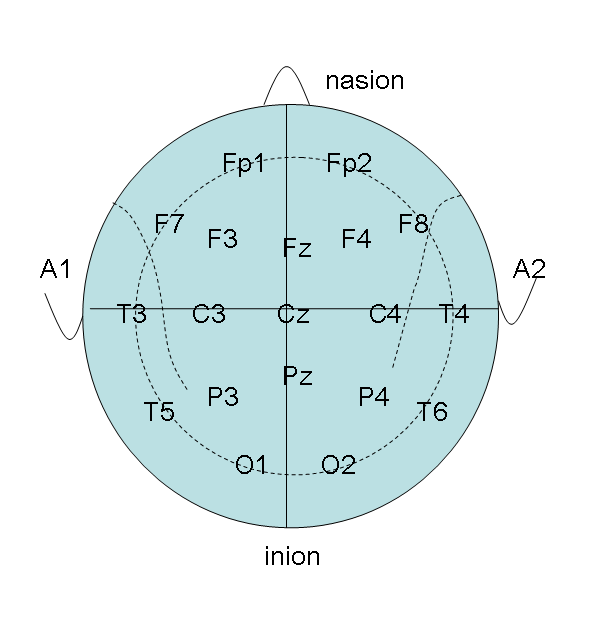 nasion
Fp1 Fp2
F7 F3 Fz F4 F8
A1 A2
T3 C3 Cz C4 T4
Pz
P3 P4
T5 T6
O1 O2
inion